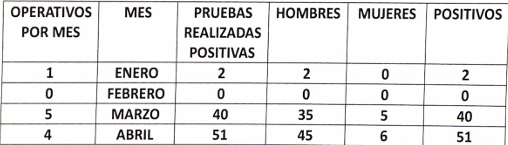 OPERATIVOS POR MES | MES | PRUEBAS REALIZADAS POSITIVAS | HOMBRES | MUJERES | POSITIVOS
1 | ENERO | 2 | 2 | 0 | 2
0 | FEBRERO | 0 | 0 | 0 | 0
5 | MARZO | 40 | 35 | 5 | 40
4 | ABRIL | 51 | 45 | 6 | 51